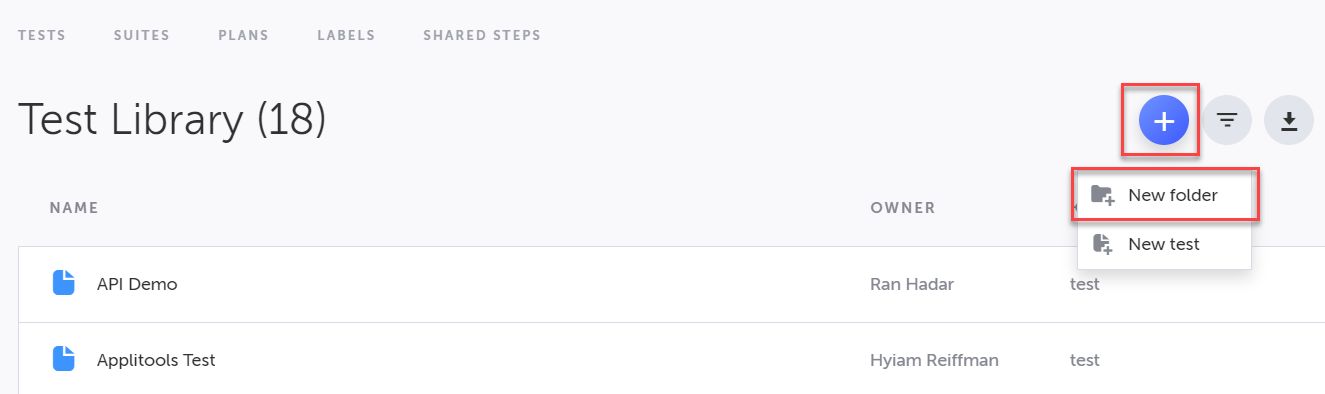 TESTS SUITES PLANS LABELS SHARED STEPS
Test Library (18)
New folder
NAME OWNER
New test
API Demo Ran Hadar test
Applitools Test Hyiam Reiffman test